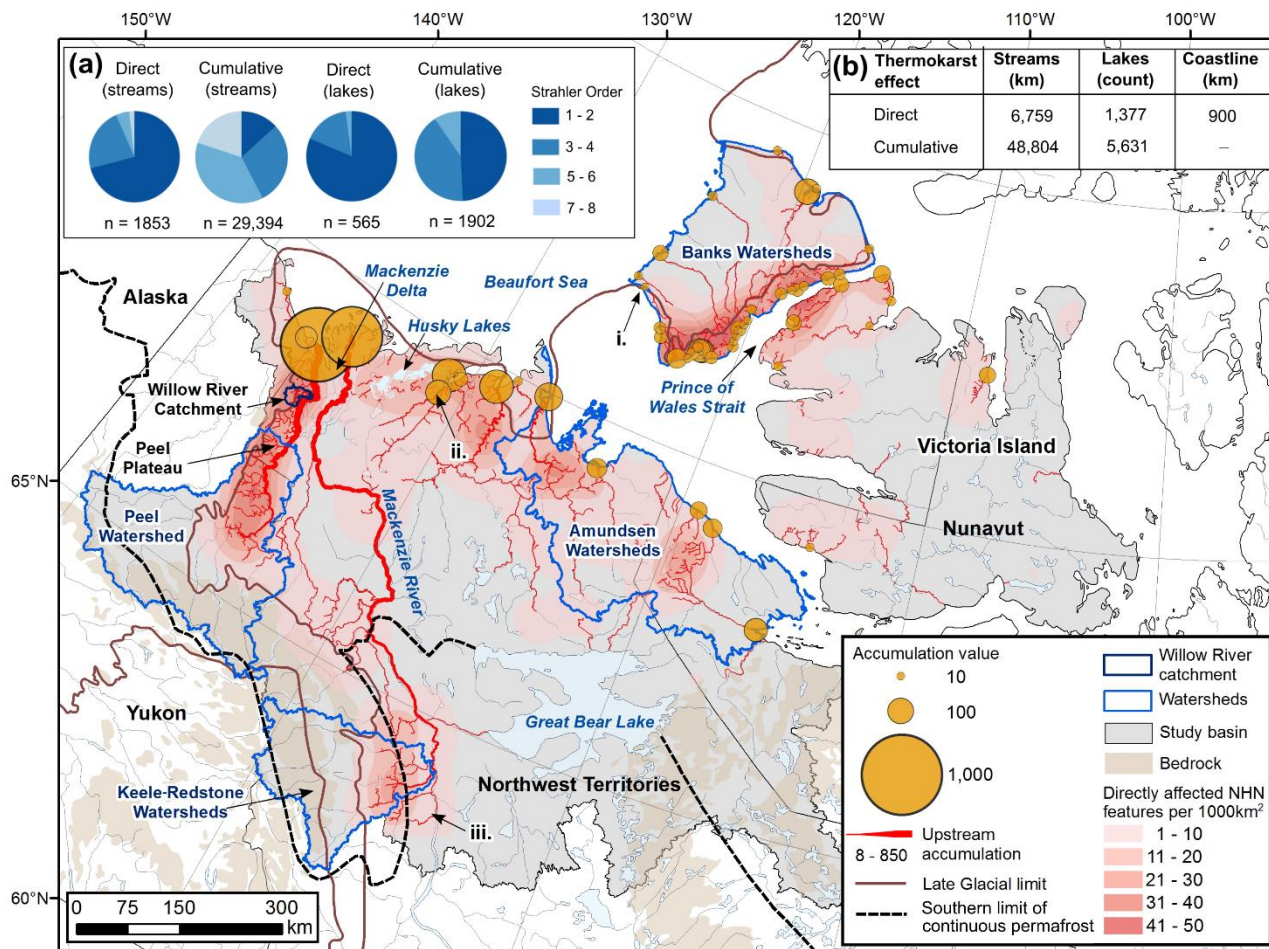 150°W
140°W
130°W
120°W
110°W
100°W
(a)
Direct
(streams)
Cumulative
(streams)
Direct
(lakes)
Cumulative
(lakes)
Strahler Order
1 - 2
3 - 4
5 - 6
7 - 8
n = 1853
n = 29,394
n = 565
n = 1902
(b) Thermokarst effect Streams (km) Lakes (count) Coastline (km)
Direct 6,759 1,377 900
Cumulative 48,804 5,631 –
Alaska
Mackenzie
Delta
Beaufort Sea
Husky Lakes
Banks Watersheds
i.
Willow River
Catchment
Prince of
Wales Strait
ii.
Peel
Plateau
Victoria Island
65°N
Peel
Watershed
Mackenzie River
Amundsen
Watersheds
Nunavut
Yukon
Great Bear Lake
Northwest Territories
Keele-Redstone
Watersheds
iii.
60°N
0 75 150 300
km
Accumulation value
10
100
1,000
Upstream
accumulation
8 - 850
Late Glacial limit
Southern limit of
continuous permafrost
Willow River
catchment
Watersheds
Study basin
Bedrock
Directly affected NHN
features per 1000km²
1 - 10
11 - 20
21 - 30
31 - 40
41 - 50